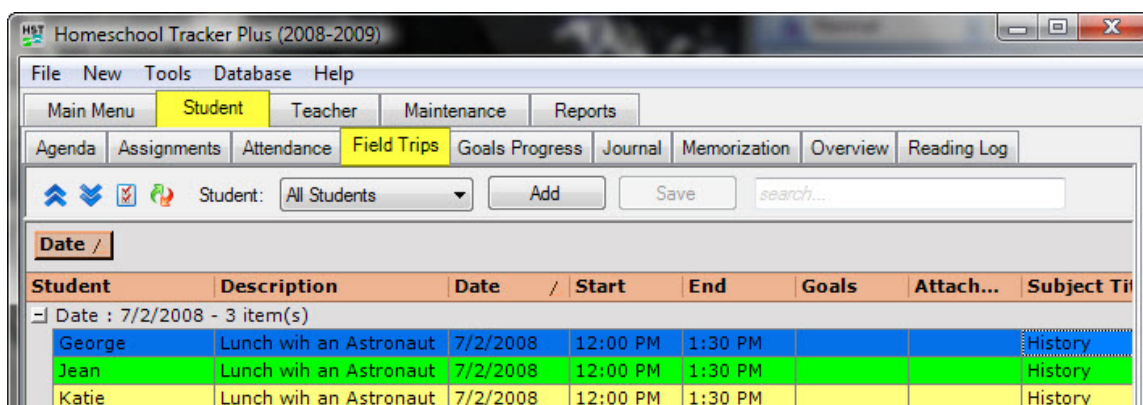 HST Homeschool Tracker Plus (2008-2009)
File New Tools Database Help
Main Menu Student Teacher Maintenance Reports
Agenda Assignments Attendance Field Trips Goals Progress Journal Memorization Overview Reading Log
Student: All Students Add Save search...
Date /
Student Description Date / Start End Goals Attach... Subject Tit
Date : 7/2/2008 - 3 item(s)
George Lunch wih an Astronaut 7/2/2008 12:00 PM 1:30 PM History
Jean Lunch wih an Astronaut 7/2/2008 12:00 PM 1:30 PM History
Katie Lunch wih an Astronaut 7/2/2008 12:00 PM 1:30 PM History